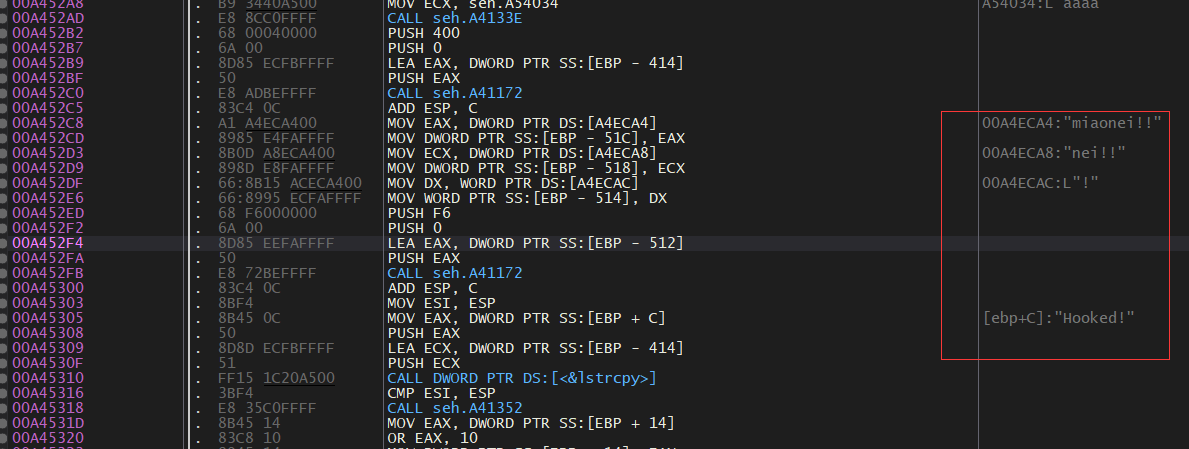 00A452A8 . B9 3440A500 MOV ECX, seh.A54034 A54034:L"aaaa"
00A452AD . E8 8CC0FFFF CALL seh.A4133E
00A452B2 . 68 00040000 PUSH 400
00A452B7 . 6A 00 PUSH 0
00A452B9 . 8D85 ECFBFFFF LEA EAX, DWORD PTR SS:[EBP - 414]
00A452BF . 50 PUSH EAX
00A452C0 . E8 ADBEFFFF CALL seh.A41172
00A452C5 . 83C4 0C ADD ESP, C
00A452C8 . A1 A4ECA400 MOV EAX, DWORD PTR DS:[A4ECA4] 00A4ECA4:"miaonei!!"
00A452CD . 8985 E4FAFFFF MOV DWORD PTR SS:[EBP - 51C], EAX
00A452D3 . 8B0D A8ECA400 MOV ECX, DWORD PTR DS:[A4ECA8] 00A4ECA8:"nei!!"
00A452D9 . 898D E8FAFFFF MOV DWORD PTR SS:[EBP - 518], ECX
00A452DF . 66:8B15 ACECA400 MOV DX, WORD PTR DS:[A4ECAC] 00A4ECAC:L"!"
00A452E6 . 66:8995 ECFAFFFF MOV WORD PTR SS:[EBP - 514], DX
00A452ED . 68 F6000000 PUSH F6
00A452F2 . 6A 00 PUSH 0
00A452F4 . 8D85 EEFAFFFF LEA EAX, DWORD PTR SS:[EBP - 512]
00A452FA . 50 PUSH EAX
00A452FB . E8 72BEFFFF CALL seh.A41172
00A45300 . 83C4 0C ADD ESP, C
00A45303 . 8BF4 MOV ESI, ESP
00A45305 . 8B45 0C MOV EAX, DWORD PTR SS:[EBP + C] [ebp+C]:"Hooked!"
00A45308 . 50 PUSH EAX
00A45309 . 8D8D ECFBFFFF LEA ECX, DWORD PTR SS:[EBP - 414]
00A4530F . 51 PUSH ECX
00A45310 . FF15 1C20A500 CALL DWORD PTR DS:[<&lstrcpy>]
00A45316 . 3BF4 CMP ESI, ESP
00A45318 . E8 35C0FFFF CALL seh.A41352
00A4531D . 8B45 14 MOV EAX, DWORD PTR SS:[EBP + 14]
00A45320 . 83C8 10 OR EAX, 10